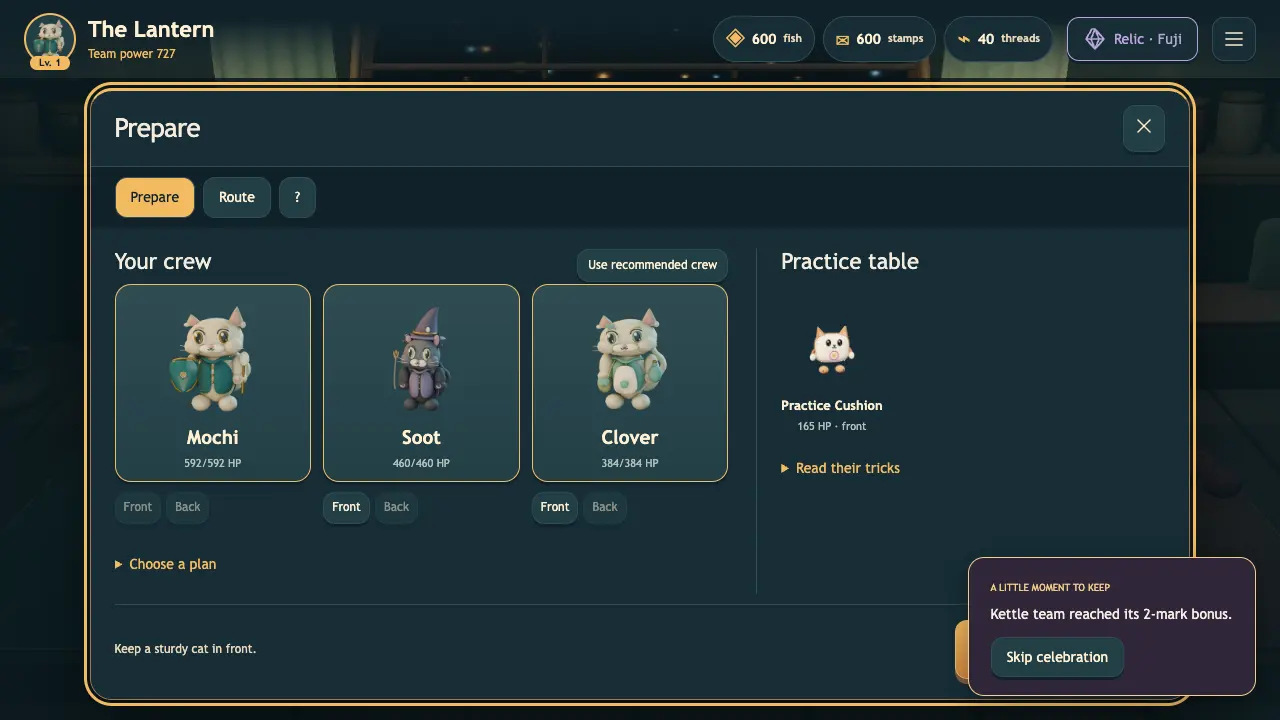 The Lantern
Team power 727
Lv. 1
600 fish
600 stamps
40 threads
Relic · Fuji
Prepare
Prepare
Route
?
Your crew
Use recommended crew
Mochi
592/592 HP
Soot
460/460 HP
Clover
384/384 HP
Front
Back
Front
Back
Front
Back
Choose a plan
Keep a sturdy cat in front.
Practice table
Practice Cushion
165 HP · front
Read their tricks
A LITTLE MOMENT TO KEEP
Kettle team reached its 2-mark bonus.
Skip celebration